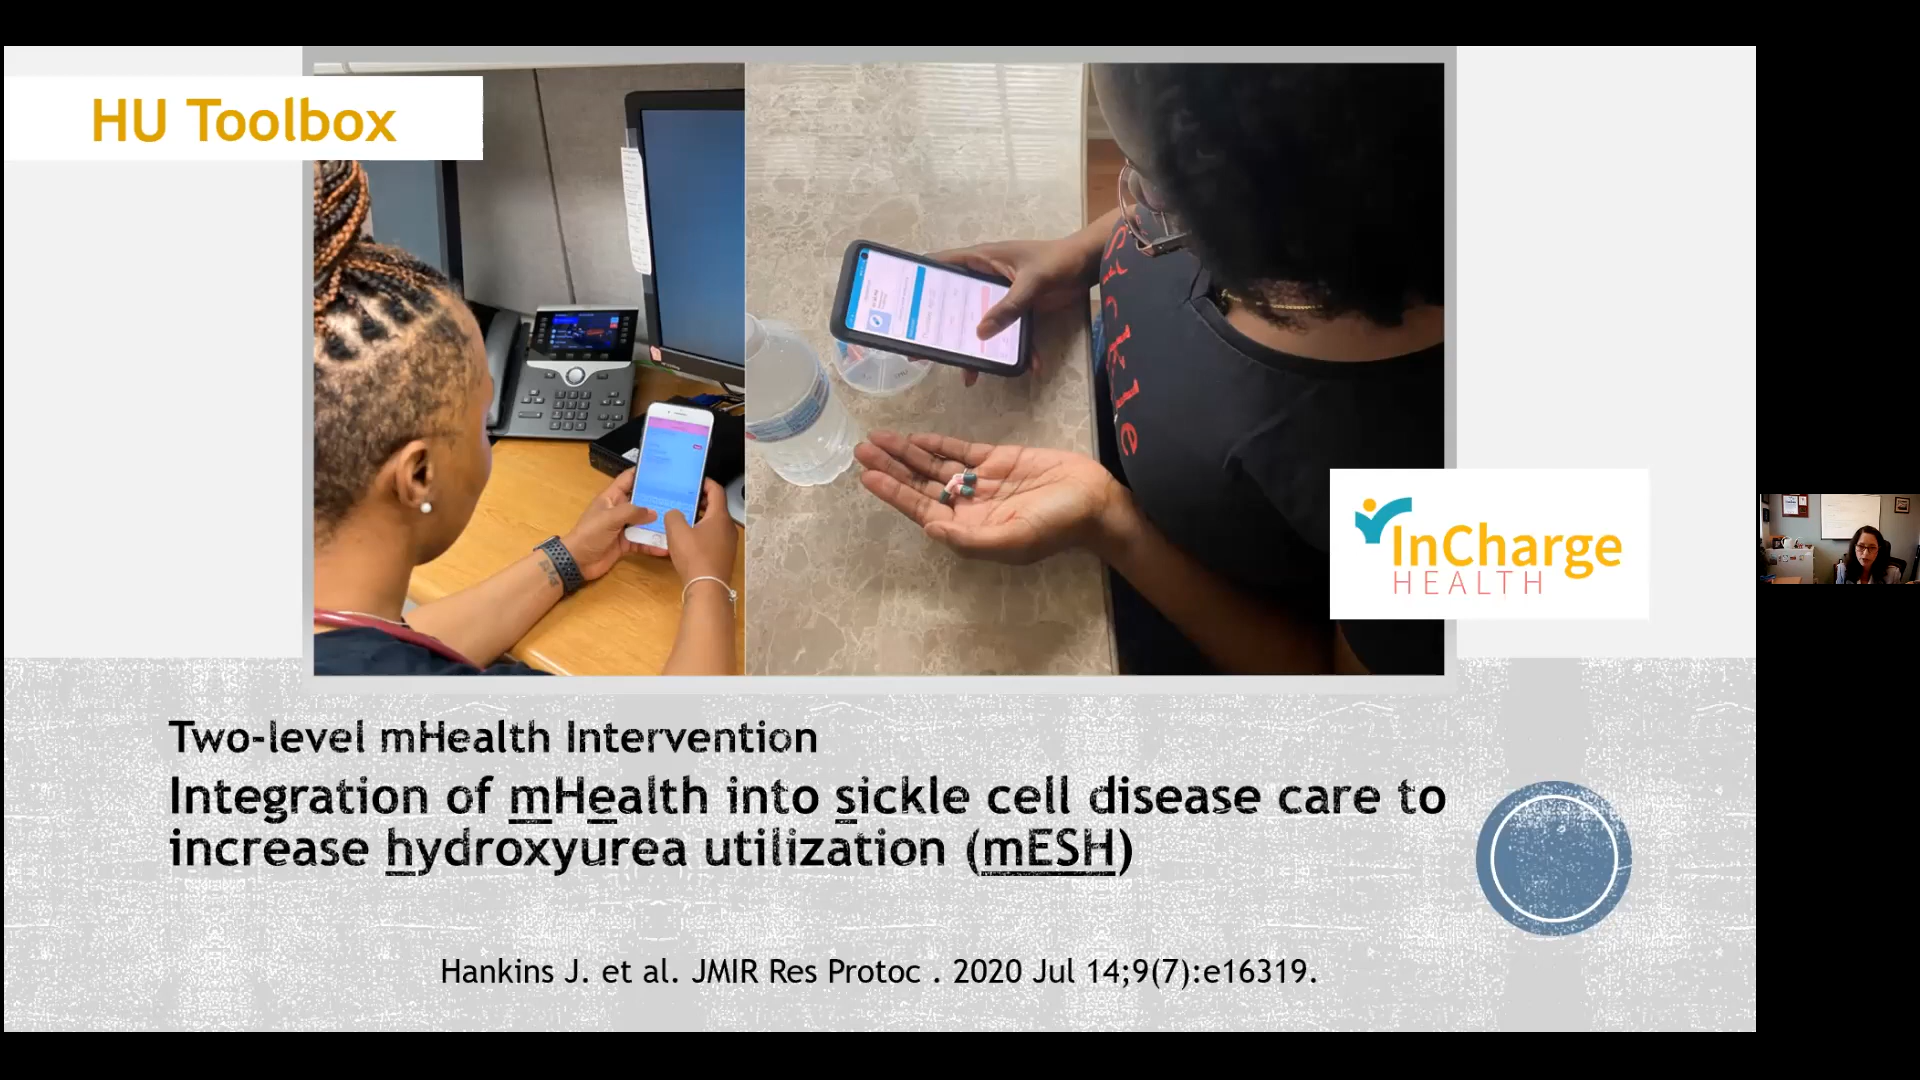 HU Toolbox
Sickle
InCharge
HEALTH
Two-level mHealth Intervention
Integration of mHealth into sickle cell disease care to
increase hydroxyurea utilization (mESH)
Hankins J. et al. JMIR Res Protoc . 2020 Jul 14;9(7):e16319.